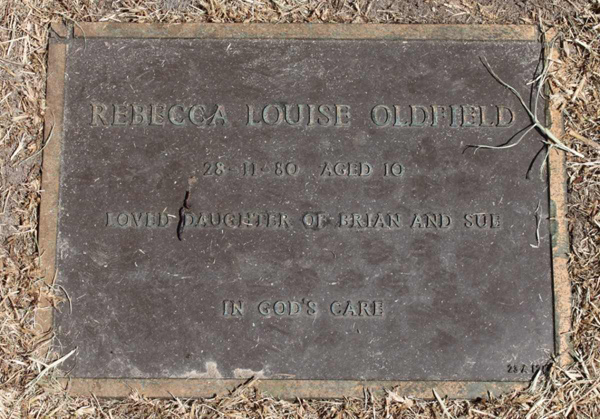 REBECCA LOUISE OLDFIELD
28-11-80 AGED 10
LOVED DAUGHTER OF BRIAN AND SUE
IN GOD'S CARE